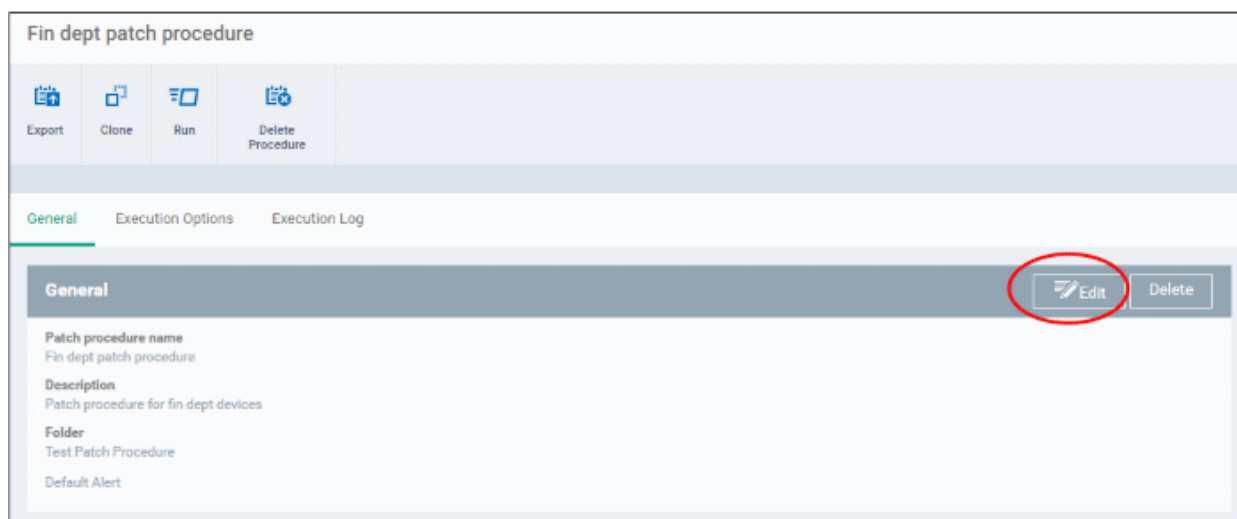 Fin dept patch procedure
Export
Clone
Run
Delete
Procedure
General
Execution Options
Execution Log
General
Edit
Delete
Patch procedure name
Fin dept patch procedure
Description
Patch procedure for fin dept devices
Folder
Test Patch Procedure
Default Alert